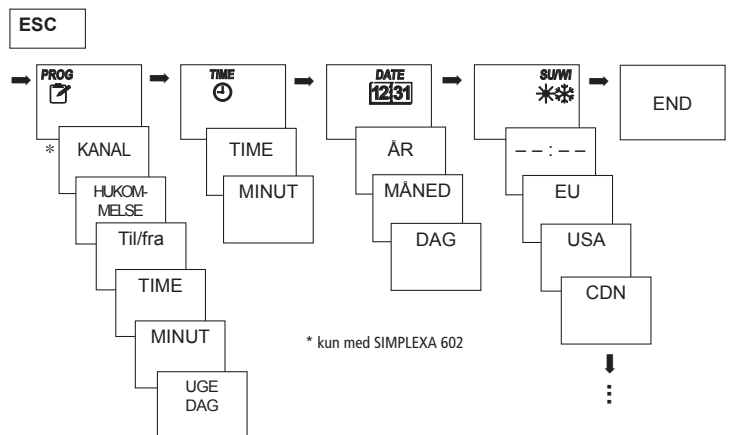 ESC
PROG
TIME
DATE
12 31
SU/WI
END
* KANAL
HUKOM-
MELSE
Til/fra
TIME
MINUT
UGE
DAG
TIME
MINUT
ÅR
MÅNED
DAG
– – : – –
EU
USA
CDN
* kun med SIMPLEXA 602